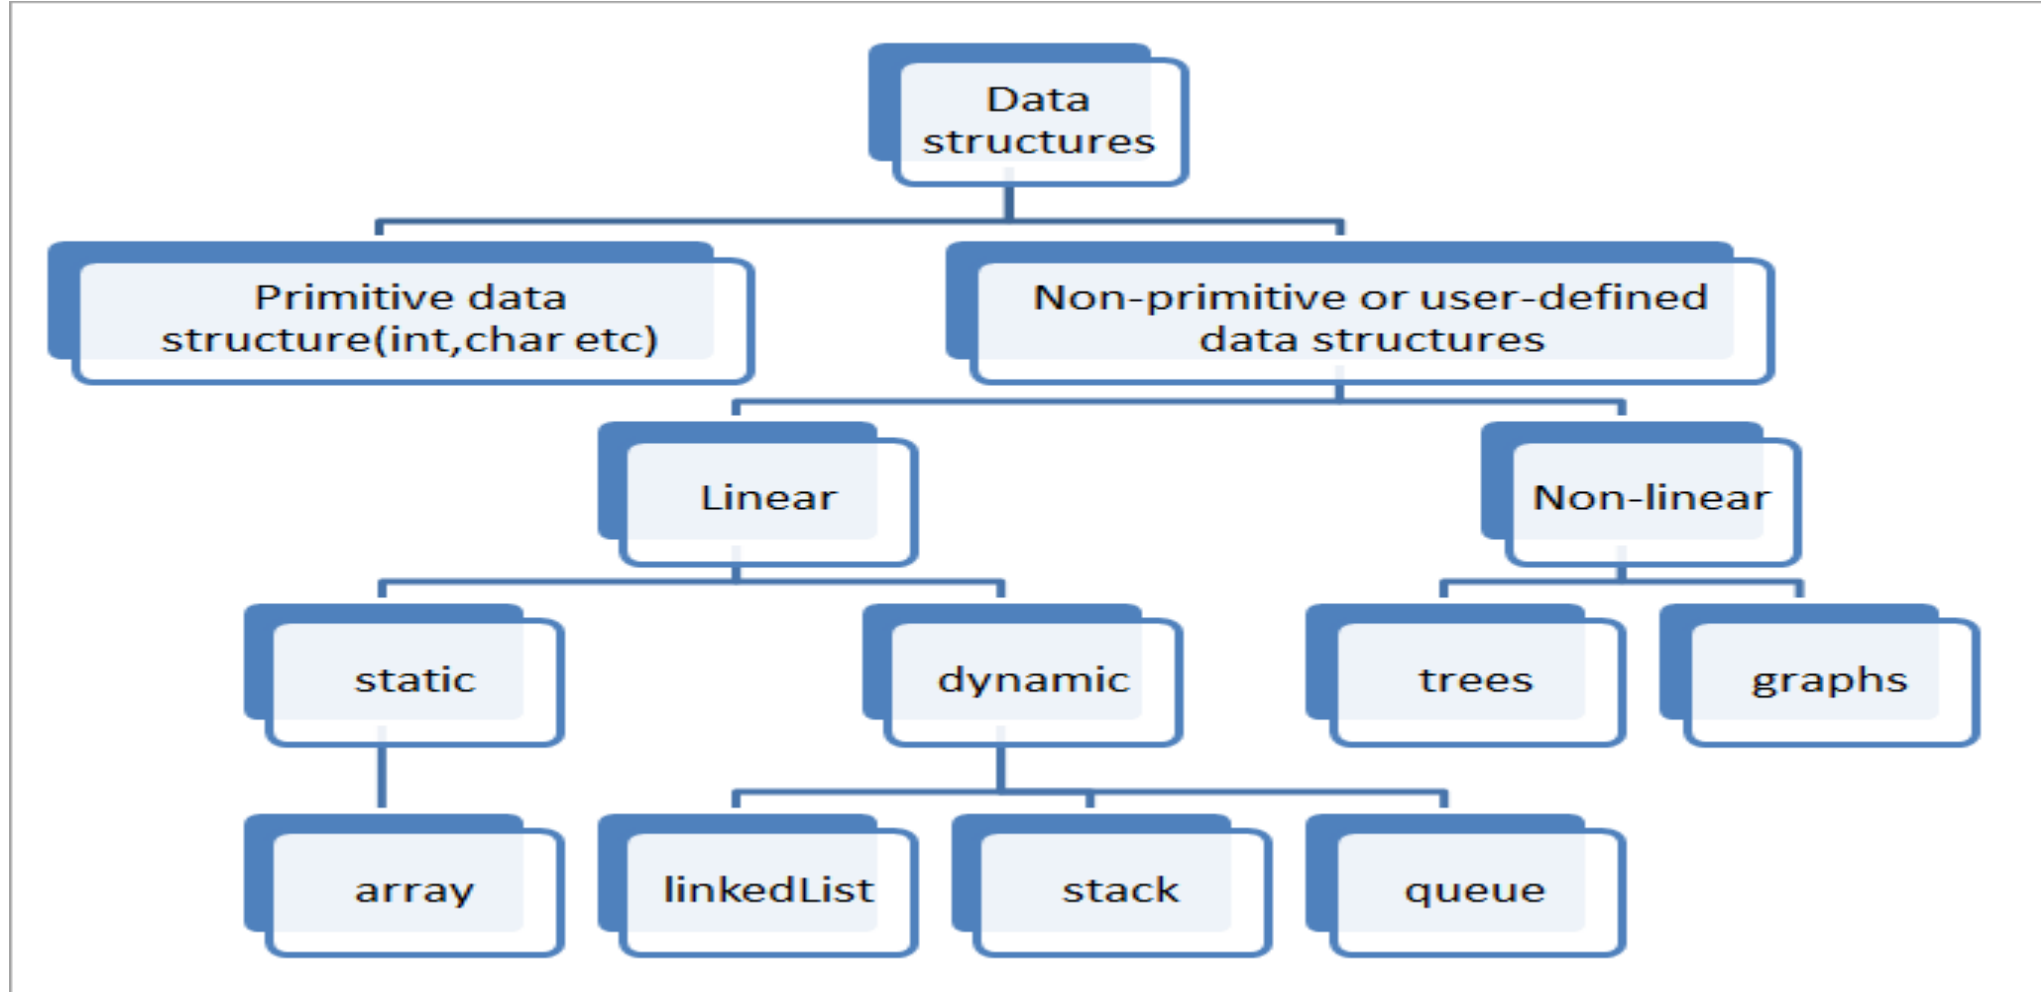 Data
structures
Primitive data
structure(int,char etc)
Non-primitive or user-defined
data structures
Linear
Non-linear
static
dynamic
trees
graphs
array
linkedList
stack
queue